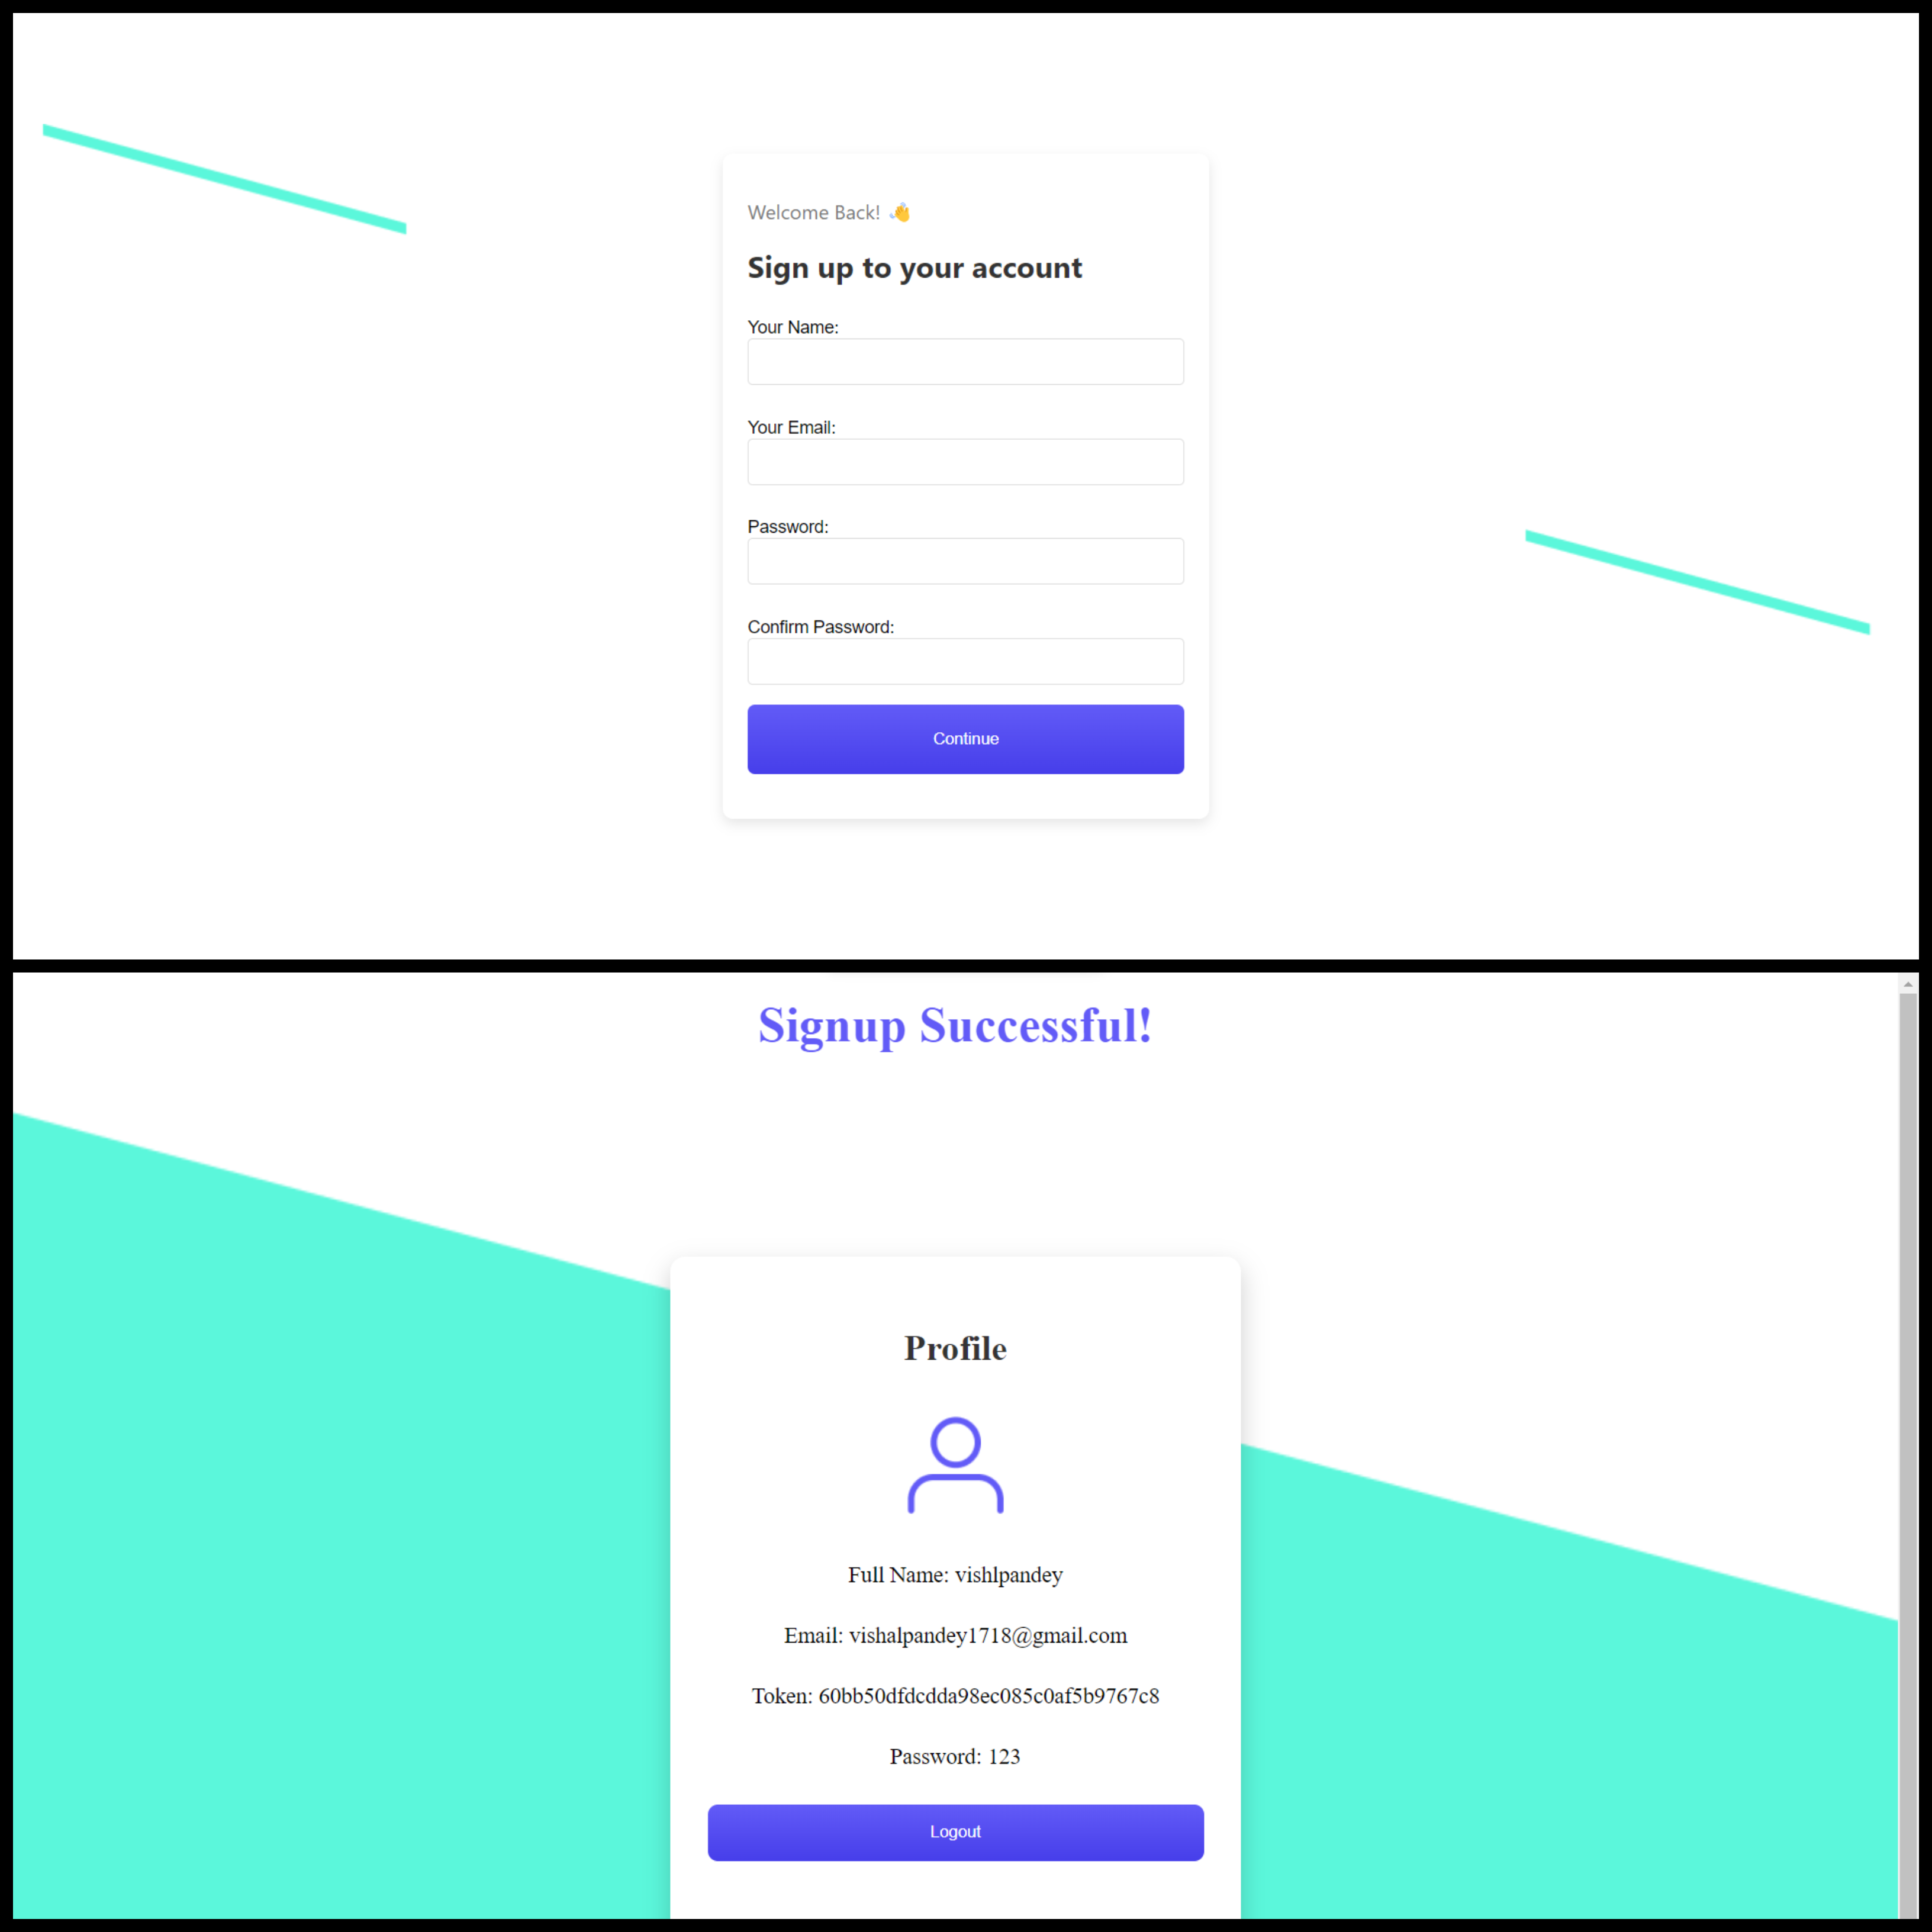 Welcome Back! 👋
Sign up to your account
Your Name:
Your Email:
Password:
Confirm Password:
Continue
Signup Successful!
Profile
Full Name: vishlpandey
Email: vishalpandey1718@gmail.com
Token: 60bb50dfdcdda98ec085c0af5b9767c8
Password: 123
Logout